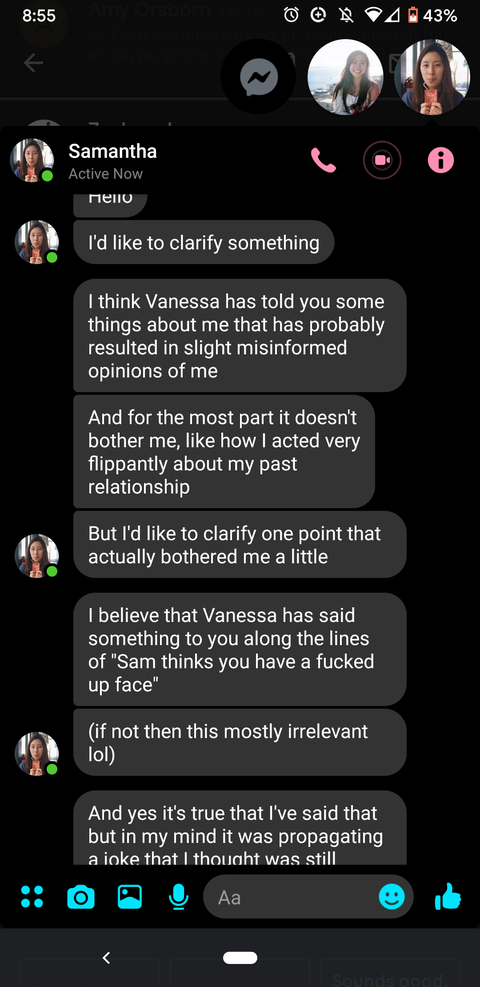 8:55
43%
Amy Orsborn
Samantha
Active Now
Hello
I'd like to clarify something
I think Vanessa has told you some
things about me that has probably
resulted in slight misinformed
opinions of me
And for the most part it doesn't
bother me, like how I acted very
flippantly about my past
relationship
But I'd like to clarify one point that
actually bothered me a little
I believe that Vanessa has said
something to you along the lines
of "Sam thinks you have a fucked
up face"
(if not then this mostly irrelevant
lol)
And yes it's true that I've said that
but in my mind it was propagating
a joke that I thought was still
Aa
Sounds good.